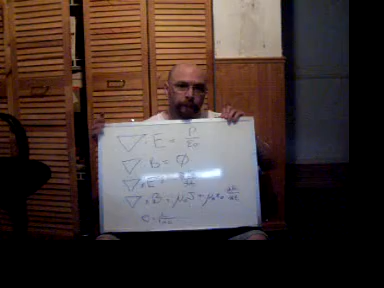 ▽·E = ρ/ε₀
▽·B = 0
▽×E =
▽×B = μ₀J + μ₀ε₀ ∂E/∂t